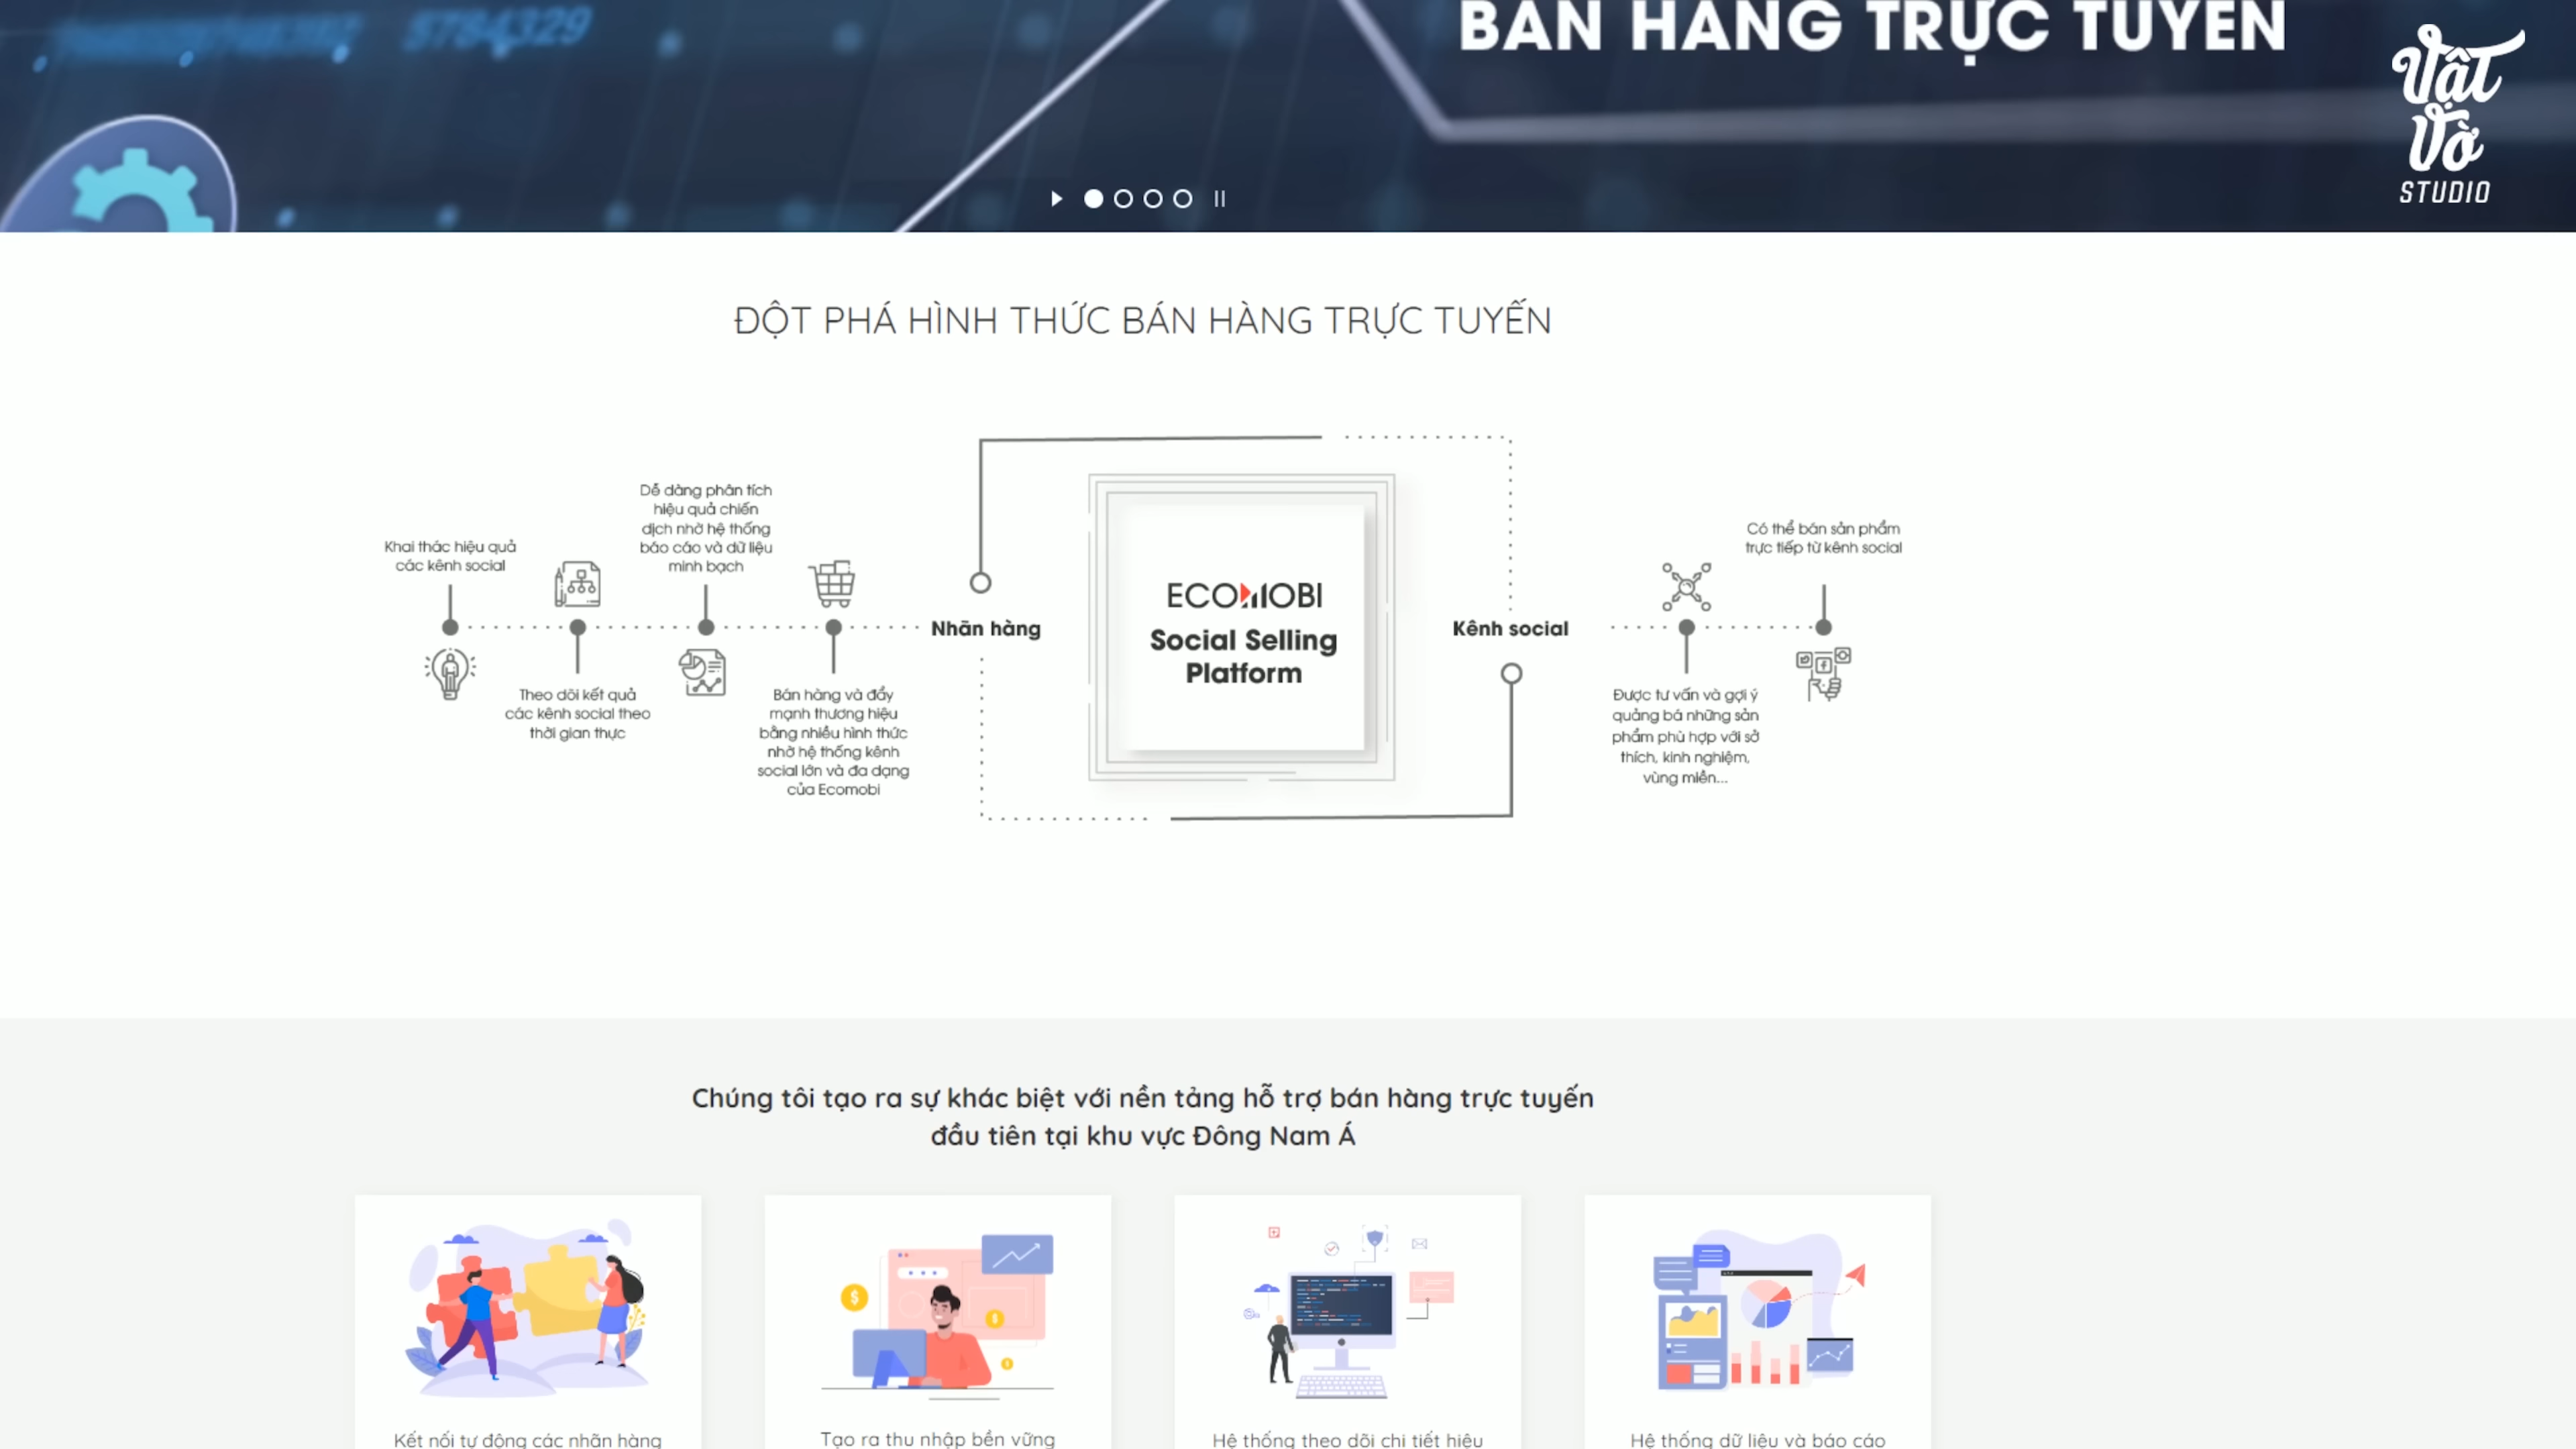 5784329
BÁN HÀNG TRỰC TUYẾN
Vật
Vờ
STUDIO
ĐỘT PHÁ HÌNH THỨC BÁN HÀNG TRỰC TUYẾN
Khai thác hiệu quả
các kênh social
Theo dõi kết quả
các kênh social theo
thời gian thực
Dễ dàng phân tích
hiệu quả chiến
dịch nhờ hệ thống
báo cáo và dữ liệu
minh bạch
Bán hàng và đẩy
mạnh thương hiệu
bằng nhiều hình thức
nhờ hệ thống kênh
social lớn và đa dạng
của Ecomobi
Nhãn hàng
ECOMOBI
Social Selling
Platform
Kênh social
Được tư vấn và gợi ý
quảng bá những sản
phẩm phù hợp với sở
thích, kinh nghiệm,
vùng miền...
Có thể bán sản phẩm
trực tiếp từ kênh social
Chúng tôi tạo ra sự khác biệt với nền tảng hỗ trợ bán hàng trực tuyến
đầu tiên tại khu vực Đông Nam Á
Kết nối tự động các nhãn hàng
Tạo ra thu nhập bền vững
Hệ thống theo dõi chi tiết hiệu
Hệ thống dữ liệu và báo cáo